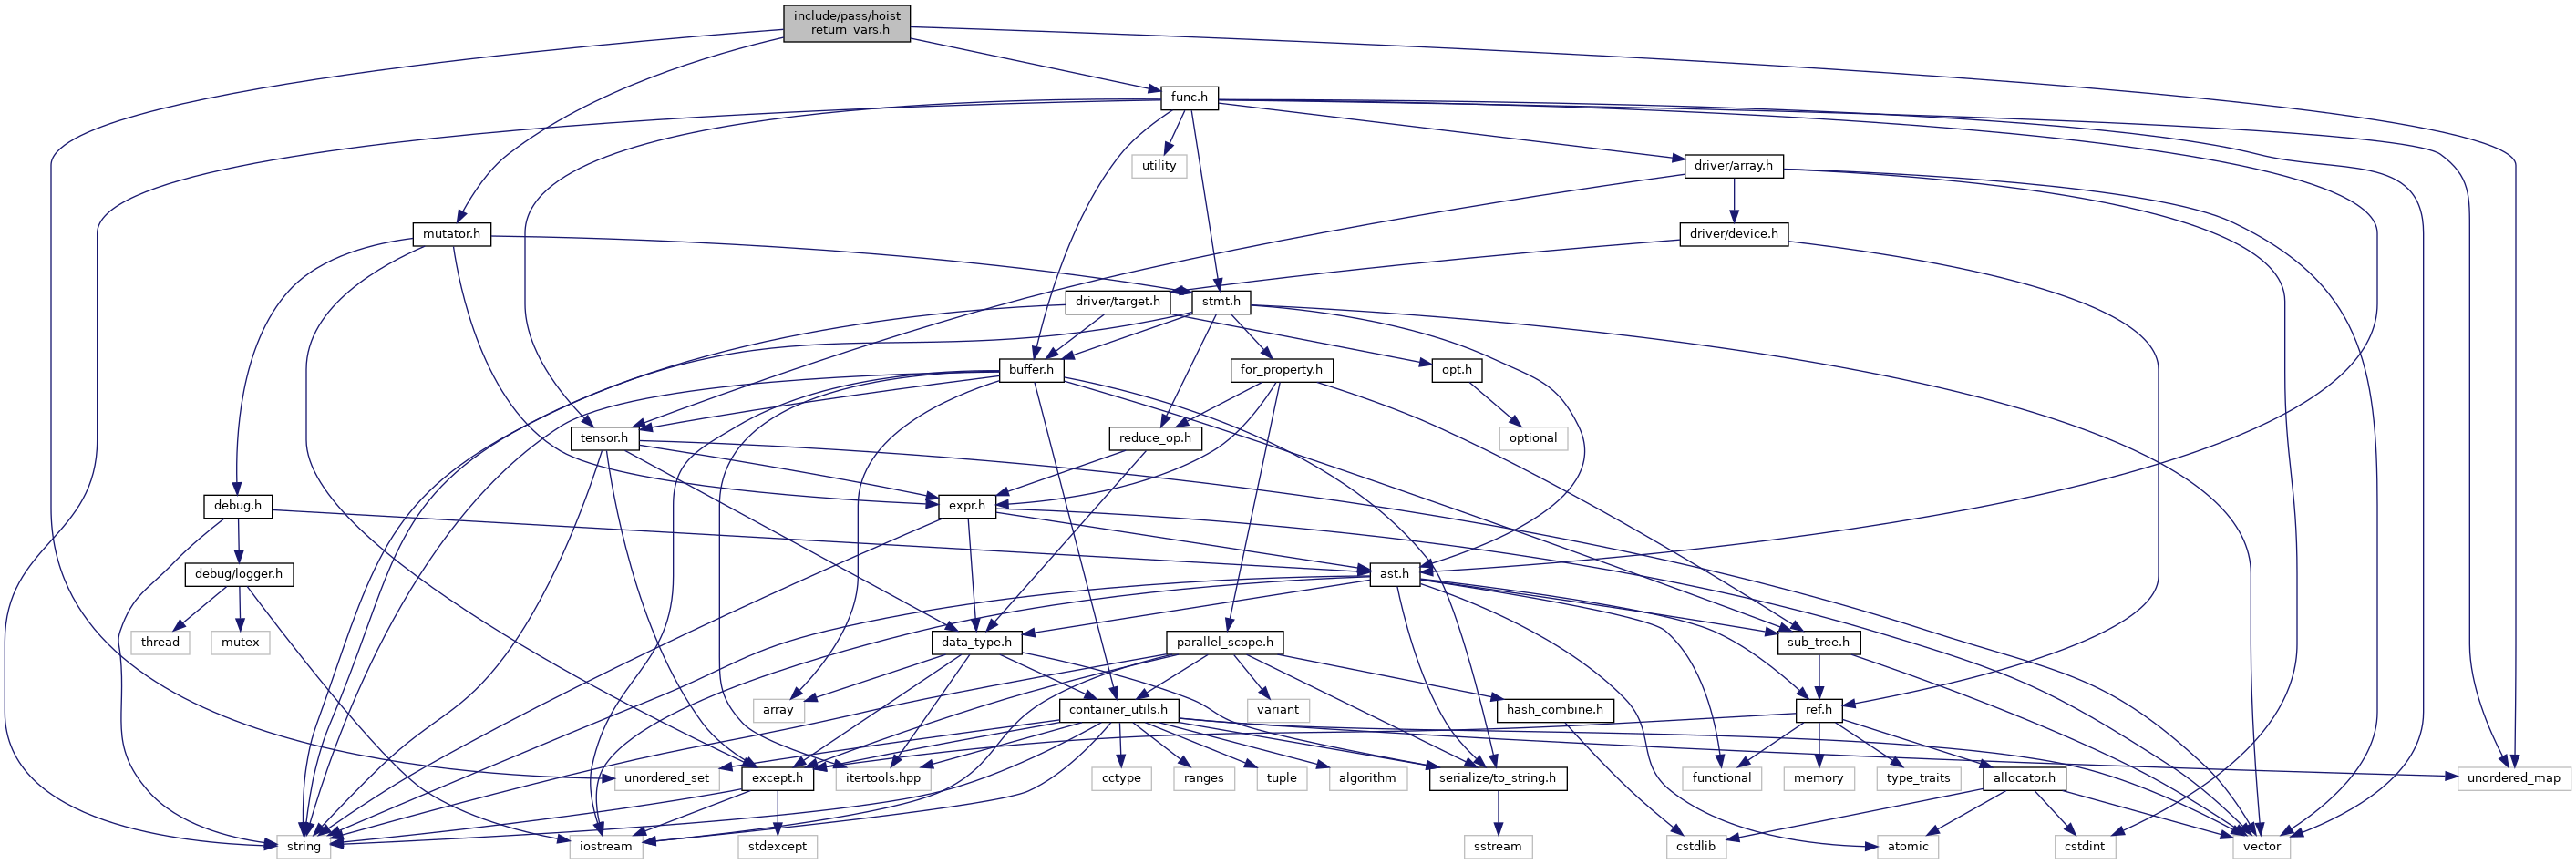 include/pass/hoist
_return_vars.h
func.h
utility
driver/array.h
mutator.h
driver/device.h
driver/target.h
stmt.h
buffer.h
for_property.h
opt.h
tensor.h
reduce_op.h
optional
debug.h
expr.h
debug/logger.h
ast.h
thread
mutex
data_type.h
parallel_scope.h
sub_tree.h
array
container_utils.h
variant
hash_combine.h
ref.h
unordered_set
except.h
itertools.hpp
cctype
ranges
tuple
algorithm
serialize/to_string.h
functional
memory
type_traits
allocator.h
unordered_map
string
iostream
stdexcept
sstream
cstdlib
atomic
cstdint
vector